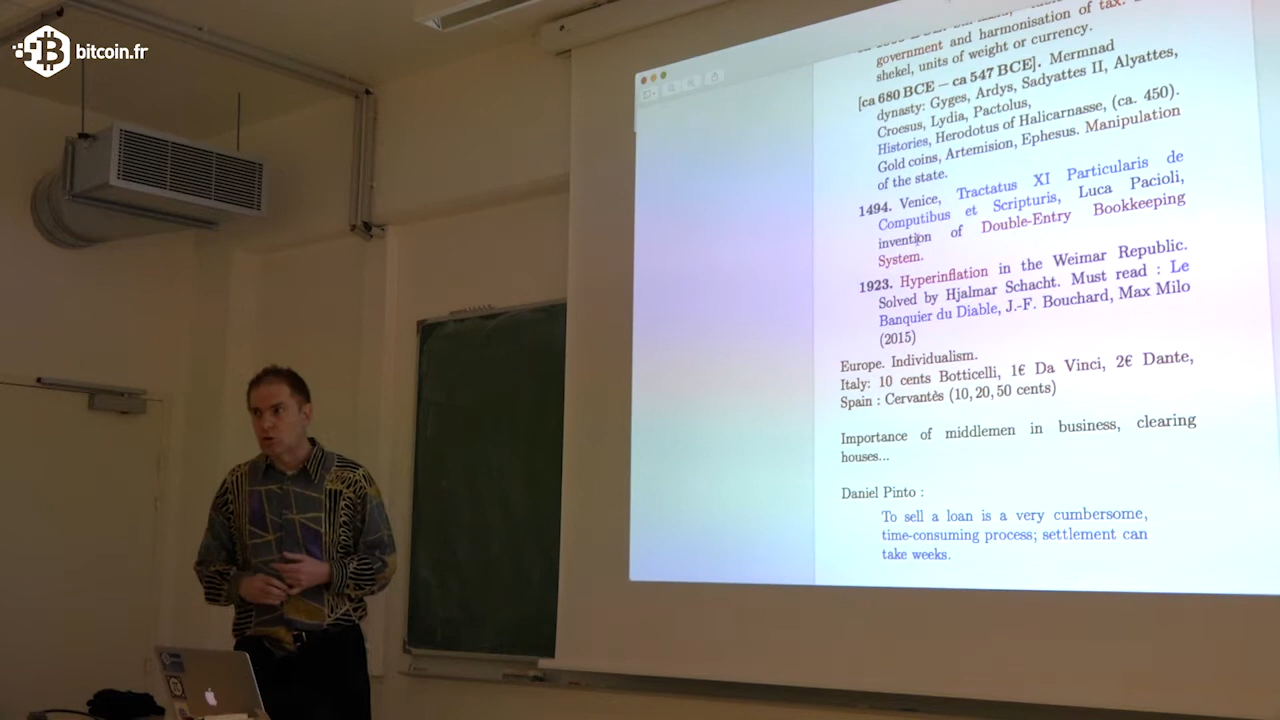 bitcoin.fr
government and harmonisation of tax.
shekel, units of weight or currency.
[ca 680 BCE – ca 547 BCE]. Mermnad
dynasty: Gyges, Ardys, Sadyattes II, Alyattes,
Croesus, Lydia, Pactolus,
Histories, Herodotus of Halicarnasse, (ca. 450).
Gold coins, Artemision, Ephesus. Manipulation
of the state.
1494. Venice, Tractatus XI Particularis de
Computibus et Scripturis, Luca Pacioli,
invention of Double-Entry Bookkeeping
System.
1923. Hyperinflation in the Weimar Republic.
Solved by Hjalmar Schacht. Must read : Le
Banquier du Diable, J.-F. Bouchard, Max Milo
(2015)
Europe. Individualism.
Italy: 10 cents Botticelli, 1€ Da Vinci, 2€ Dante,
Spain : Cervantès (10, 20, 50 cents)
Importance of middlemen in business, clearing
houses...
Daniel Pinto :
To sell a loan is a very cumbersome,
time-consuming process; settlement can
take weeks.